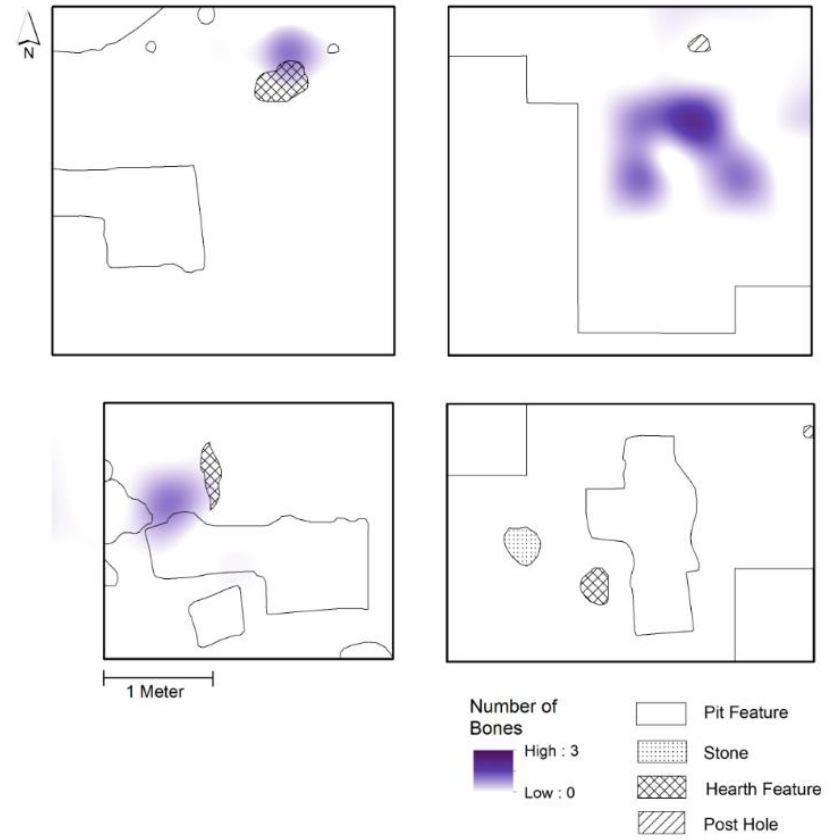 N
1 Meter
Number of
Bones
High : 3
Low : 0
Pit Feature
Stone
Hearth Feature
Post Hole